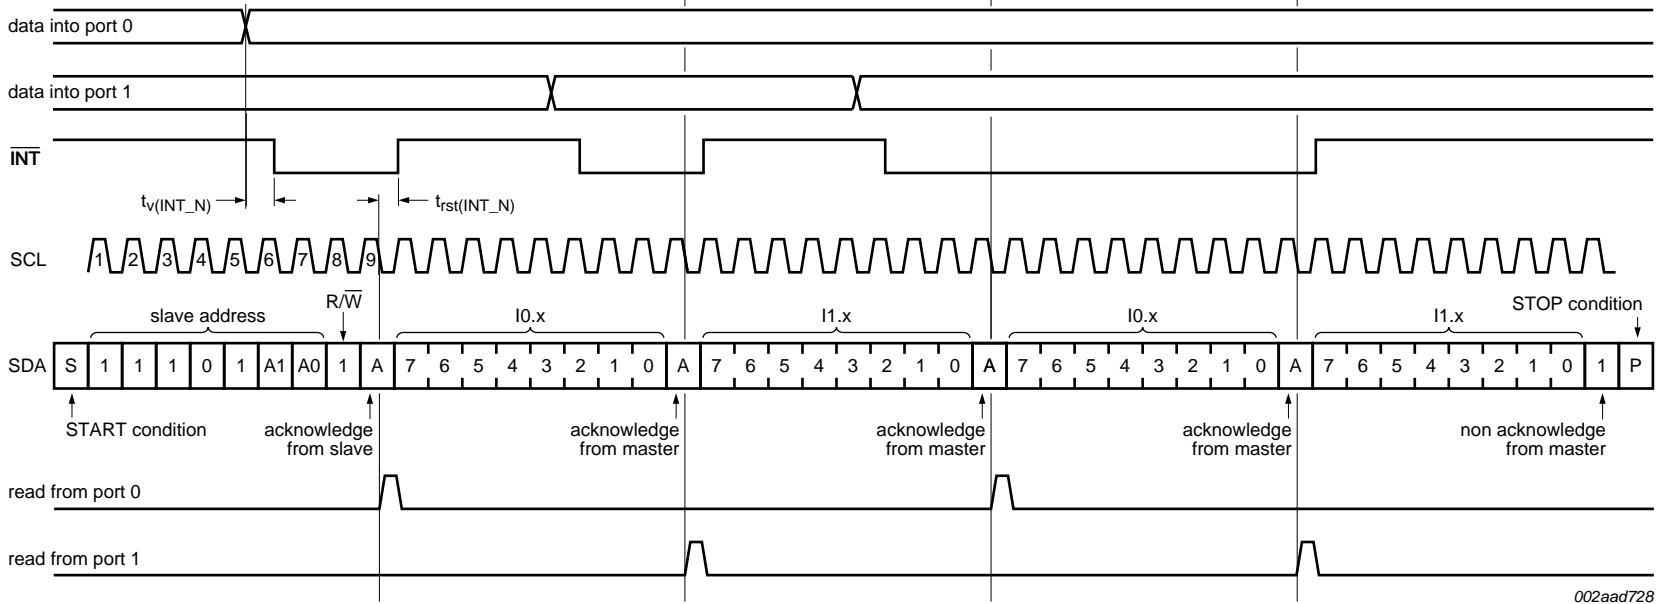 data into port 0
data into port 1
INT
tv(INT_N)
trst(INT_N)
SCL
1 2 3 4 5 6 7 8 9
R/W
STOP condition
slave address
I0.x
I1.x
I0.x
I1.x
SDA S 1 1 1 0 1 A1 A0 1 A 7 6 5 4 3 2 1 0 A 7 6 5 4 3 2 1 0 A 7 6 5 4 3 2 1 0 A 7 6 5 4 3 2 1 0 1 P
START condition
acknowledge
from slave
acknowledge
from master
acknowledge
from master
acknowledge
from master
non acknowledge
from master
read from port 0
read from port 1
002aad728